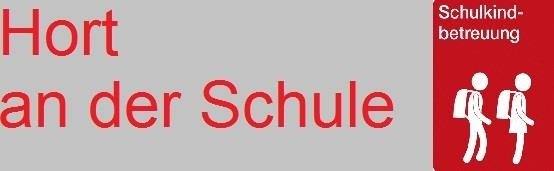 Hort
an der Schule
Schulkind-
betreuung